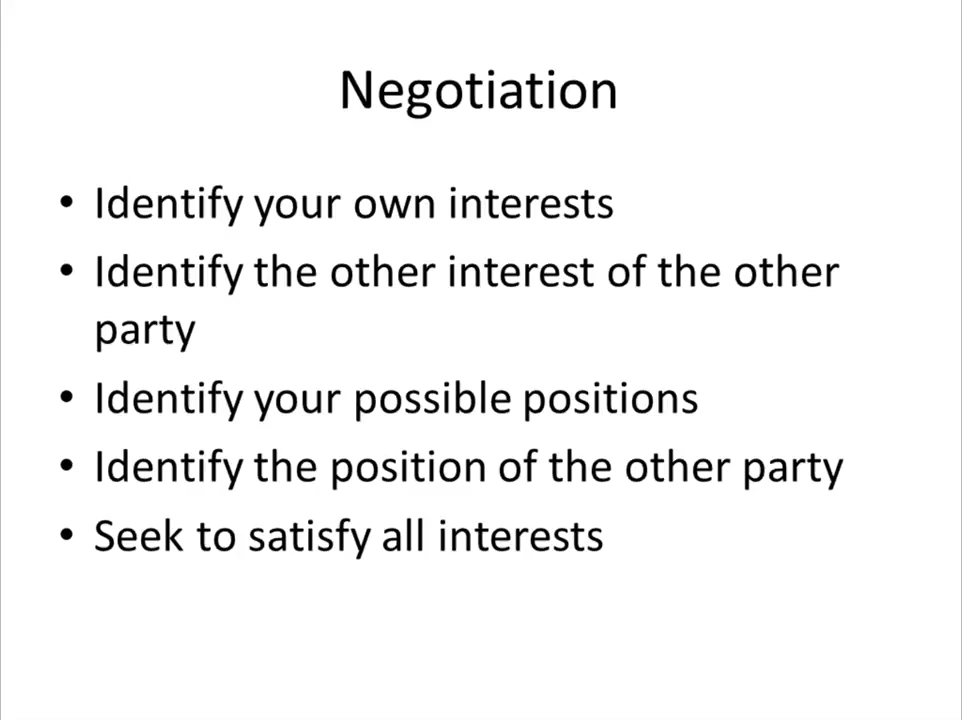 Negotiation
• Identify your own interests
• Identify the other interest of the other
party
• Identify your possible positions
• Identify the position of the other party
• Seek to satisfy all interests